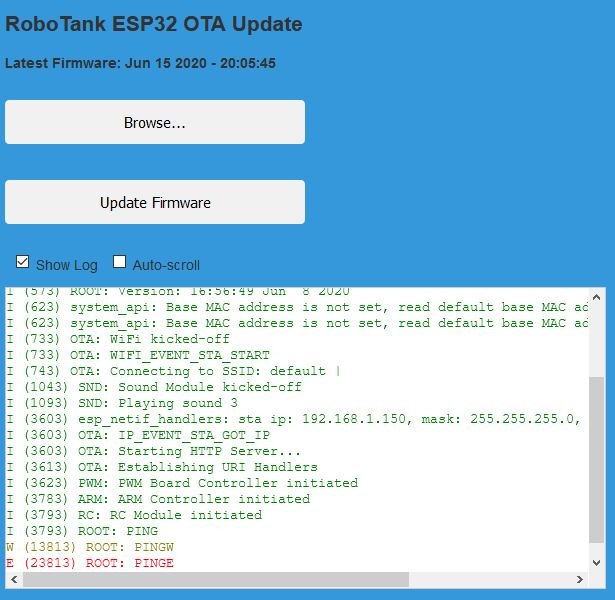 RoboTank ESP32 OTA Update
Latest Firmware: Jun 15 2020 - 20:05:45
Browse...
Update Firmware
Show Log Auto-scroll
I (573) ROOT: Version: 16:56:49 Jun  8 2020
I (623) system_api: Base MAC address is not set, read default base MAC ad
I (623) system_api: Base MAC address is not set, read default base MAC ad
I (733) OTA: WiFi kicked-off
I (733) OTA: WIFI_EVENT_STA_START
I (743) OTA: Connecting to SSID: default |
I (1043) SND: Sound Module kicked-off
I (1093) SND: Playing sound 3
I (3603) esp_netif_handlers: sta ip: 192.168.1.150, mask: 255.255.255.0,
I (3603) OTA: IP_EVENT_STA_GOT_IP
I (3603) OTA: Starting HTTP Server...
I (3613) OTA: Establishing URI Handlers
I (3623) PWM: PWM Board Controller initiated
I (3783) ARM: ARM Controller initiated
I (3793) RC: RC Module initiated
I (3793) ROOT: PING
W (13813) ROOT: PINGW
E (23813) ROOT: PINGE